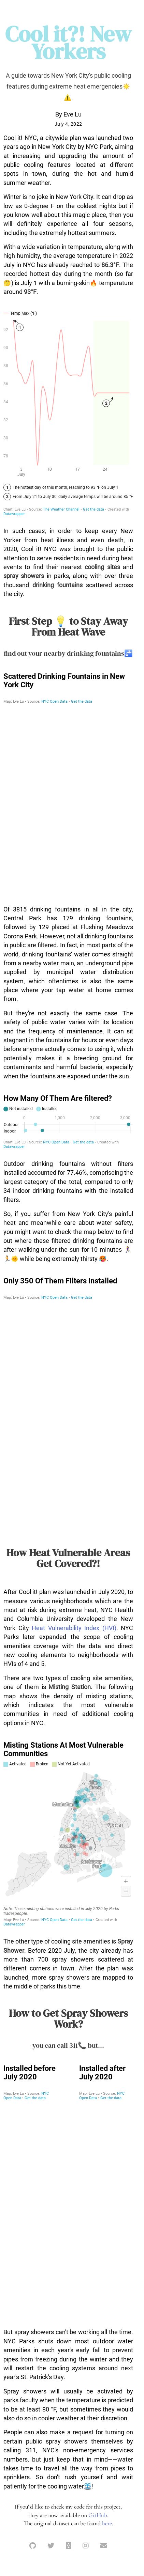 Cool it?! New
Yorkers
A guide towards New York City's public cooling
features during extreme heat emergencies🌟
⚠️.
By Eve Lu
July 4, 2022
Cool it! NYC, a citywide plan was launched two
years ago in New York City by NYC Park, aiming
at increasing and upgrading the amount of
public cooling features located at different
spots in town, during the hot and humid
summer weather.
Winter is no joke in New York City. It can drop as
low as 0-degree F on coldest nights but if
you know well about this magic place, then you
will definitely experience all four seasons,
including the extremely hottest summers.
With a wide variation in temperature, along with
high humidity, the average temperature in 2022
July in NYC has already reached to 86.3°F. The
recorded hottest day during the month (so far
🤔) is July 1 with a jumping-skin🔥 temperature
around 93°F.
Temp Max (°F)
92
90
88
86
84
82
80
78
1
2
3
July
10
17
24
1 The hottest day of this month, reaching to 93 °F on July 1
2 From July 21 to July 30, daily average temps will be around 85 °F
Chart: Eve Lu • Source: The Weather Channel • Get the data • Created with
Datawrapper
In such cases, in order to keep every New
Yorker from heat illness and even death, in
2020, Cool it! NYC was brought to the public
attention to serve residents in need during heat
events to find the nearest cooling sites and
spray showers in parks, along with over three
thousand drinking fountains scattered across
the city.
First Step 💡 to Stay Away
From Heat Wave
find out your nearby drinking fountains🚰
Scattered Drinking Fountains in New
York City
Map: Eve Lu • Source: NYC Open Data • Get the data
Of 3815 drinking fountains in all in the city,
Central Park has 179 drinking fountains,
followed by 129 placed at Flushing Meadows
Corona Park. However, not all drinking fountains
in public are filtered. In fact, in most places in the
world, drinking fountains' water comes straight
from a nearby water main, an underground pipe
supplied by municipal water distribution
system, which oftentimes is also the same
place where your tap water at home comes
from.
But they're not exactly the same case. The
safety of public water varies with its location
and frequency of maintenance. If water sits
stagnant in the fountains for hours or even days
before anybody actually comes to using it, which
potentially makes it a breeding ground for
contaminants and harmful bacteria, especially
when the fountains are heated under the sun.
How Many Of Them Are filtered?
Not installed Installed
0 1,000 2,000 3,000
Outdoor
Indoor
Chart: Eve Lu • Source: NYC Open Data • Get the data • Created with
Datawrapper
Outdoor drinking fountains without filters
installed accounted for 77.46%, comprising the
largest category of the total, compared to only
34 indoor drinking fountains with the installed
filters.
So, if you suffer from New York City's painful
heat and meanwhile care about water safety,
you might want to check the map below and find
out where those filtered drinking fountains are
after walking under the sun for 10 minutes 🏃
🏃🌞 while being extremely thirsty 🥵.
Only 350 Of Them Filters Installed
Map: Eve Lu • Source: NYC Open Data • Get the data
How Heat Vulnerable Areas
Get Covered?!
After Cool it! plan was launched in July 2020, to
measure various neighborhoods which are the
most at risk during extreme heat, NYC Health
and Columbia University developed the New
York City Heat Vulnerability Index (HVI). NYC
Parks later expanded the scope of cooling
amenities coverage with the purpose of adding
new cooling elements to neighborhoods with
HVIs of 4 and 5.
There are two types of cooling site amenities,
one of them is Misting Station. The following
map shows the density of misting stations,
which indicates the most vulnerable
communities in need of additional cooling
options in NYC.
Misting Stations At Most Vulnerable
Communities
Activated Broken Not Yet Activated
Note: These misting stations were installed in July 2020 by Parks
tradespeople.
Map: Eve Lu • Source: NYC Open Data • Get the data • Created with
Datawrapper
The other type of cooling site amenities is Spray
Shower. Before 2020 July, the city already has
more than 700 spray showers located at
different corners in town. After the plan was
launched, more spray showers are mapped on
the middle of parks this time.
How to Get Spray Showers
Work?
you can call 311📞 but...
Installed before
July 2020
Map: Eve Lu • Source: NYC
Open Data • Get the data
Installed after
July 2020
Map: Eve Lu • Source: NYC
Open Data • Get the data
But spray showers can't be working all the time.
NYC Parks shuts down most outdoor water
amenities in each year's early fall to prevent
pipes from freezing during the winter and they
will restart the cooling systems around next
year's St. Patrick's Day.
Spray showers will usually be activated by
parks faculty when the temperature is predicted
to be at least 80 °F, but sometimes they would
also do so in cooler weather at their discretion.
People can also make a request for turning on
certain public spray showers themselves by
calling 311, NYC's non-emergency services
numbers, but just keep that in mind——water
takes time to travel all the way from pipes to
sprinklers. So do sunburn yourself and wait
patiently for the cooling water⛲!
If you'd like to check my code for this project,
they are now available on GitHub.
The original dataset can be found here.